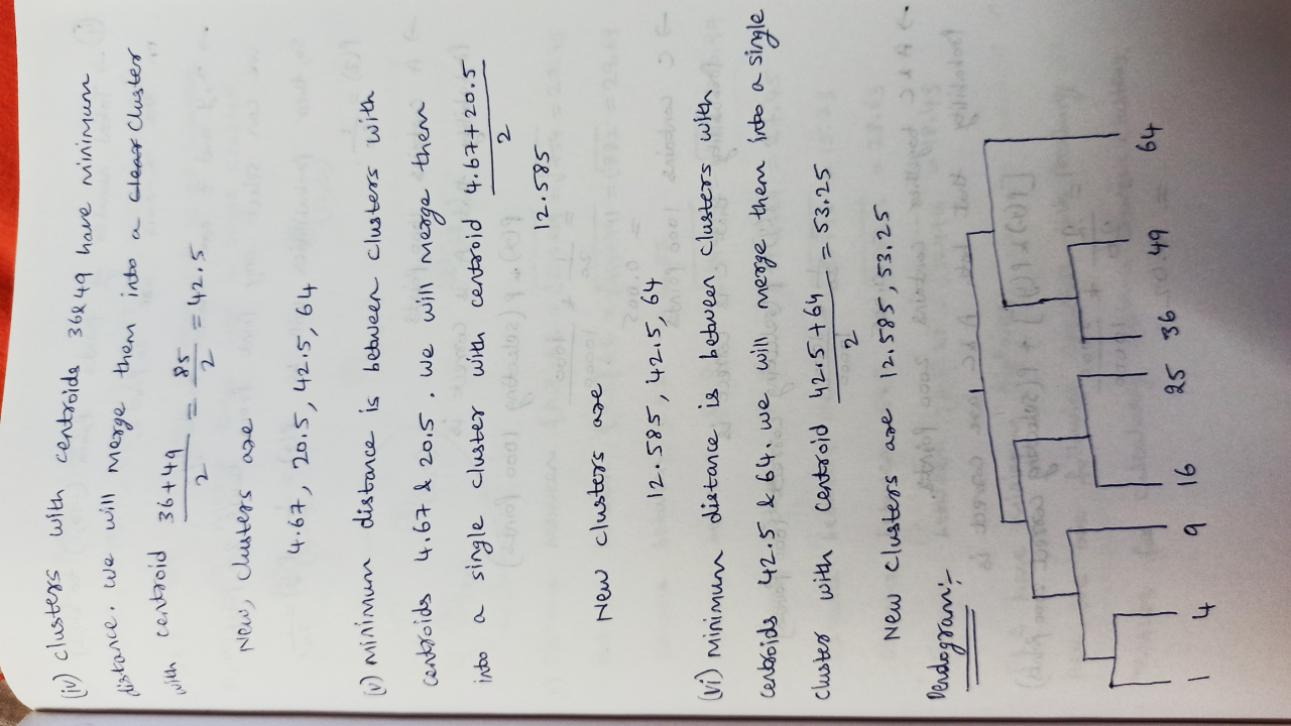 (iv) clusters with centroids 36 & 49 have minimum
distance. we will merge them into a clear cluster
with centroid 36+49/2 = 85/2 = 42.5
New, clusters are
4.67, 20.5, 42.5, 64
(v) minimum distance is between clusters with
centroids 4.67 & 20.5. we will merge them
into a single cluster with centroid 4.67+20.5/2
12.585
New clusters are
12.585, 42.5, 64
(vi) Minimum distance is between clusters with
centroids 42.5 & 64. we will merge them into a single
cluster with centroid 42.5+64/2 = 53.25
New clusters are 12.585, 53.25
Dendogram:-
1 4 9 16 25 36 49 64